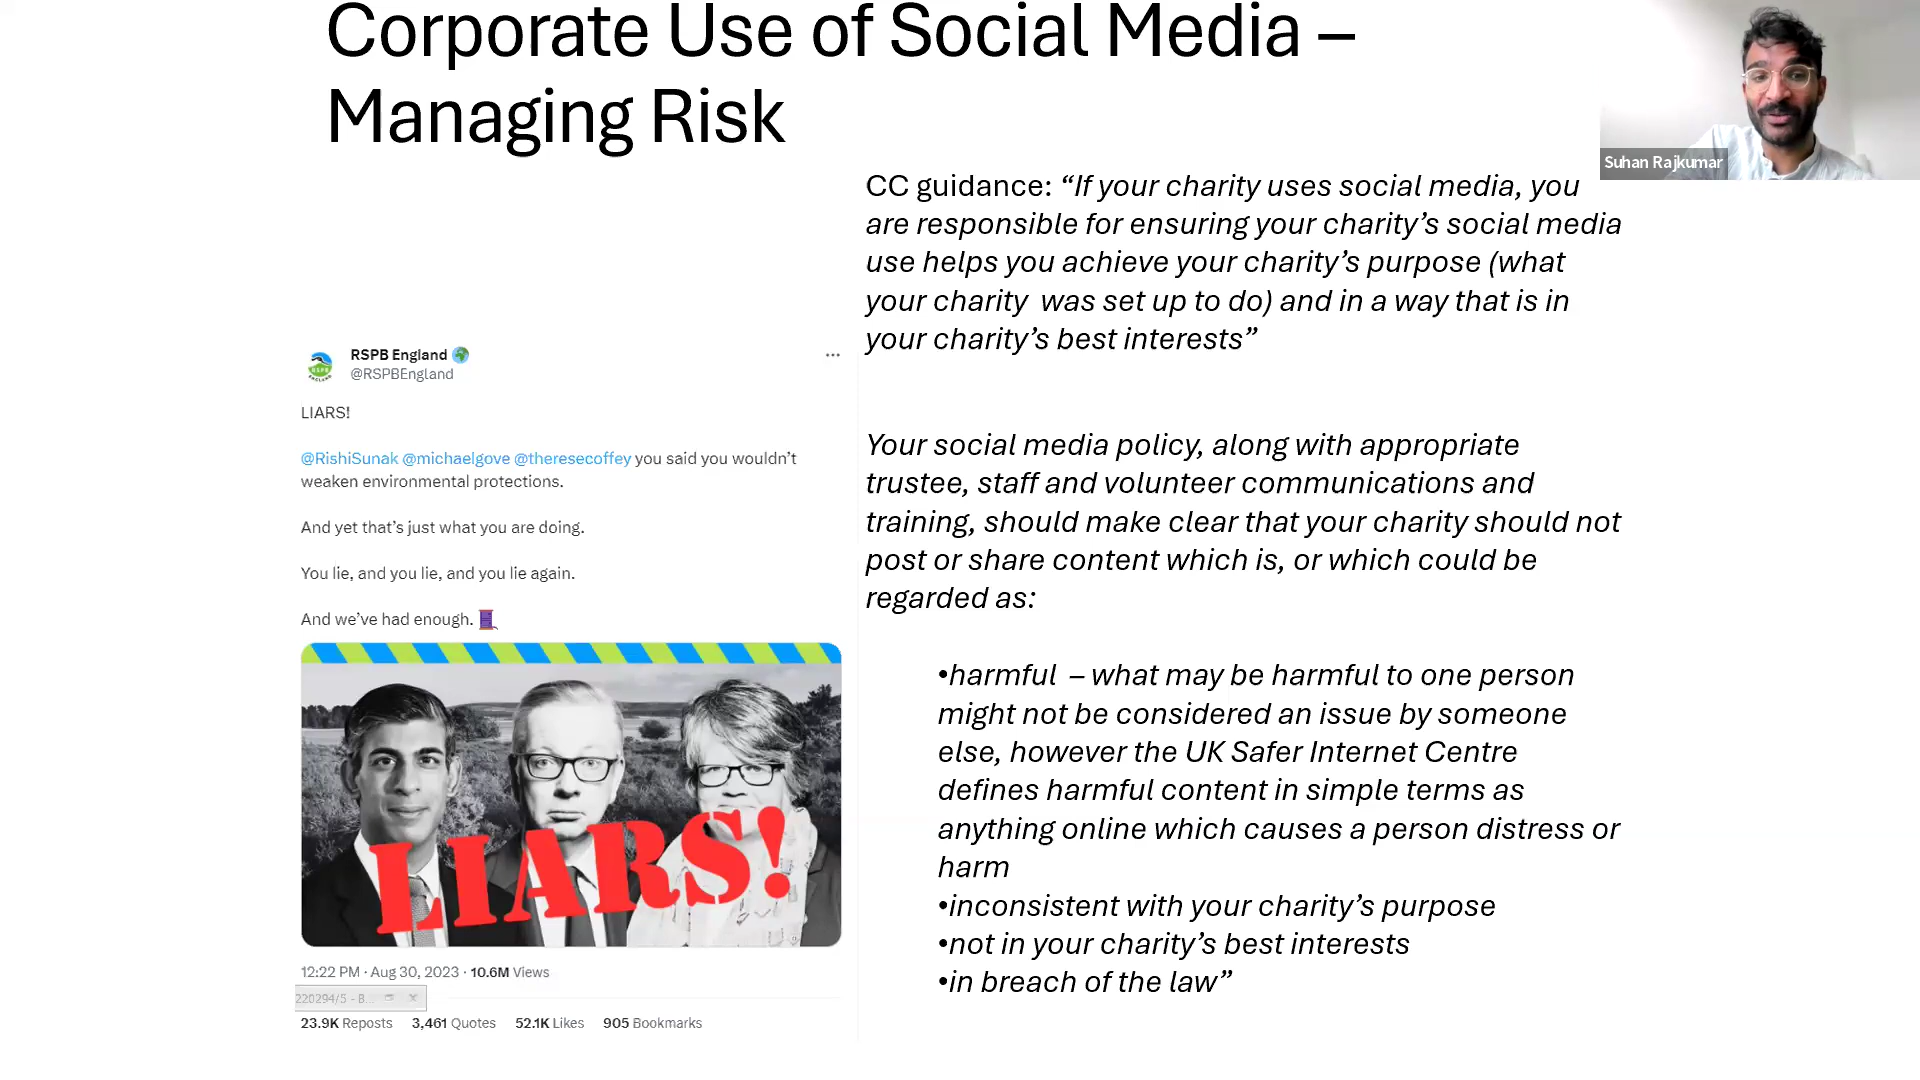 Corporate Use of Social Media –
Managing Risk
Suhan Rajkumar
CC guidance: “If your charity uses social media, you
are responsible for ensuring your charity’s social media
use helps you achieve your charity’s purpose (what
your charity  was set up to do) and in a way that is in
your charity’s best interests”
Your social media policy, along with appropriate
trustee, staff and volunteer communications and
training, should make clear that your charity should not
post or share content which is, or which could be
regarded as:
•harmful  – what may be harmful to one person
might not be considered an issue by someone
else, however the UK Safer Internet Centre
defines harmful content in simple terms as
anything online which causes a person distress or
harm
•inconsistent with your charity’s purpose
•not in your charity’s best interests
•in breach of the law”
RSPB England
@RSPBEngland
RSPB
ENGLAND
LIARS!
@RishiSunak @michaelgove @theresecoffey you said you wouldn’t
weaken environmental protections.
And yet that’s just what you are doing.
You lie, and you lie, and you lie again.
And we’ve had enough.
LIARS!
12:22 PM · Aug 30, 2023 · 10.6M Views
220294/5 - B...
23.9K Reposts 3,461 Quotes 52.1K Likes 905 Bookmarks